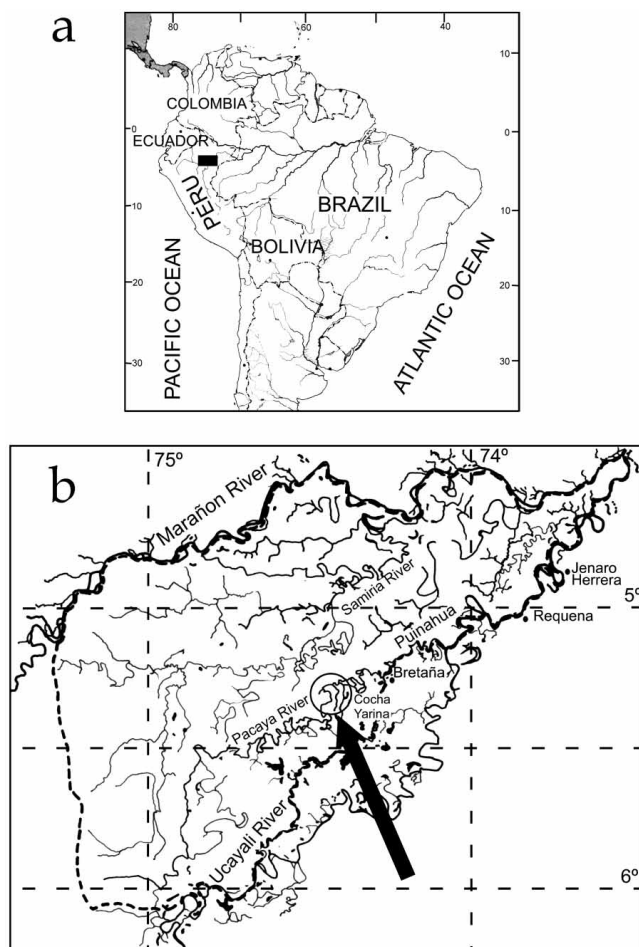 a
80
60
40
10
10
COLOMBIA
0
ECUADOR
0
PERU
BRAZIL
10
10
BOLIVIA
20
20
30
30
PACIFIC OCEAN
ATLANTIC OCEAN
b
75º
74º
Marañon River
Samiria River
Jenaro
Herrera
5º
Puinahua
Requena
Bretaña
Cocha
Yarina
Pacaya River
Ucayali River
6º